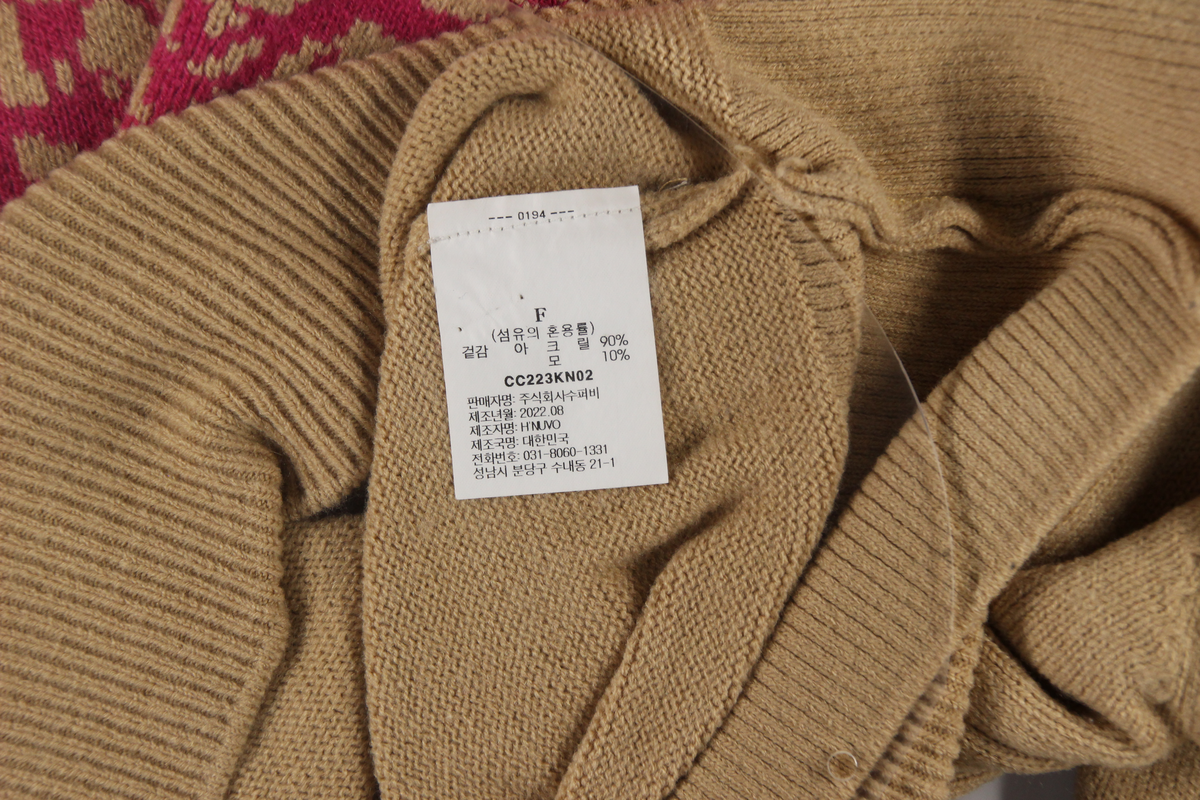 --- 0194 ---
F
(섬유의 혼용률)
겉감 아 크 릴 90%
모 10%
CC223KN02
판매자명: 주식회사수퍼비
제조년월: 2022.08
제조자명: H'NUVO
제조국명: 대한민국
전화번호: 031-8060-1331
성남시 분당구 수내동 21-1